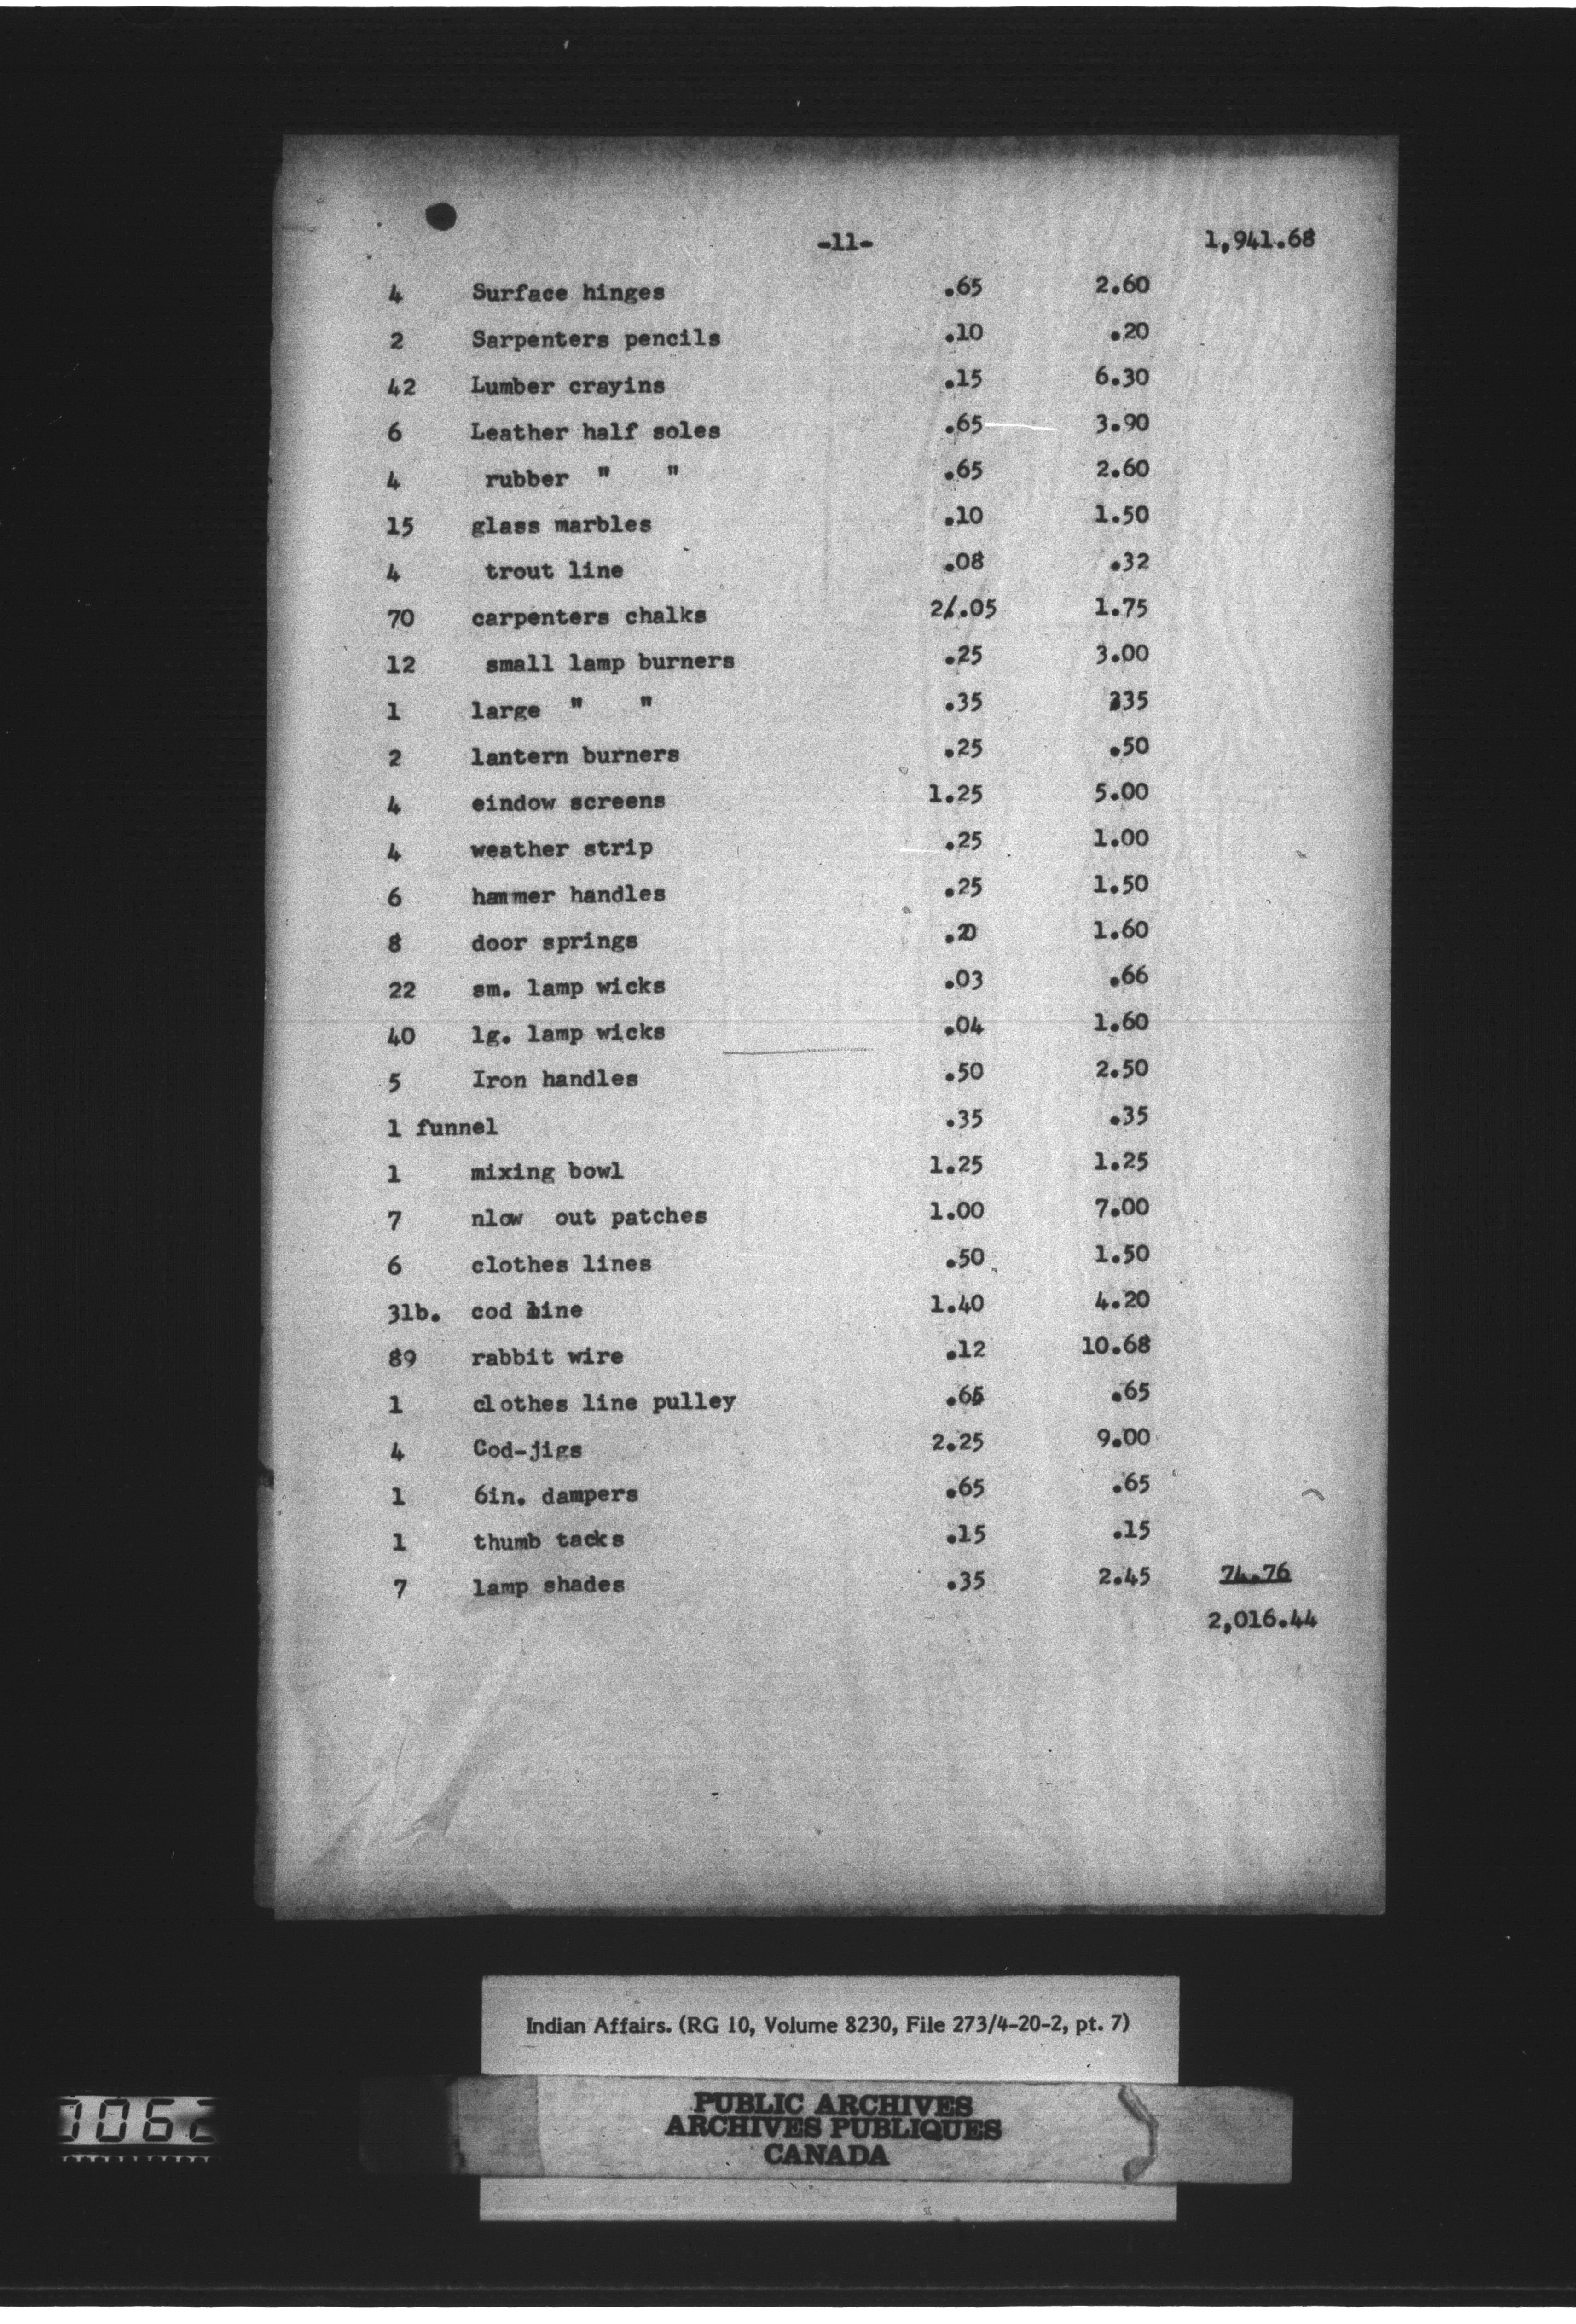 -11- 1,941.68
4 Surface hinges .65 2.60
2 Sarpenters pencils .10 .20
42 Lumber crayins .15 6.30
6 Leather half soles .65 3.90
4 rubber " " .65 2.60
15 glass marbles .10 1.50
4 trout line .08 .32
70 carpenters chalks 2/.05 1.75
12 small lamp burners .25 3.00
1 large " " .35 335
2 lantern burners .25 .50
4 eindow screens 1.25 5.00
4 weather strip .25 1.00
6 hammer handles .25 1.50
8 door springs .20 1.60
22 sm. lamp wicks .03 .66
40 lg. lamp wicks .04 1.60
5 Iron handles .50 2.50
1 funnel .35 .35
1 mixing bowl 1.25 1.25
7 nlow out patches 1.00 7.00
6 clothes lines .50 1.50
3lb. cod line 1.40 4.20
89 rabbit wire .12 10.68
1 clothes line pulley .65 .65
4 Cod-jigs 2.25 9.00
1 6in. dampers .65 .65
1 thumb tacks .15 .15
7 lamp shades .35 2.45 74.76
2,016.44
Indian Affairs. (RG 10, Volume 8230, File 273/4-20-2, pt. 7)
PUBLIC ARCHIVES
ARCHIVES PUBLIQUES
CANADA
0062